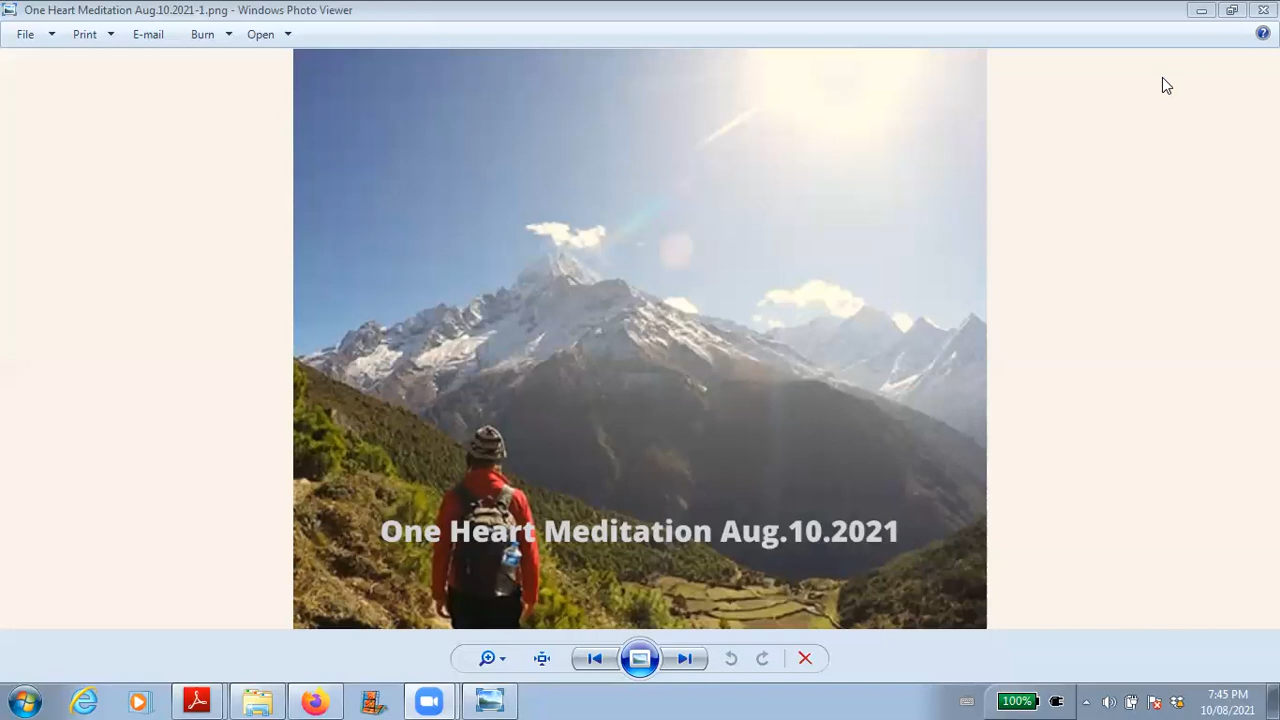 One Heart Meditation Aug.10.2021-1.png - Windows Photo Viewer
File Print E-mail Burn Open
One Heart Meditation Aug.10.2021
100%
7:45 PM
10/08/2021